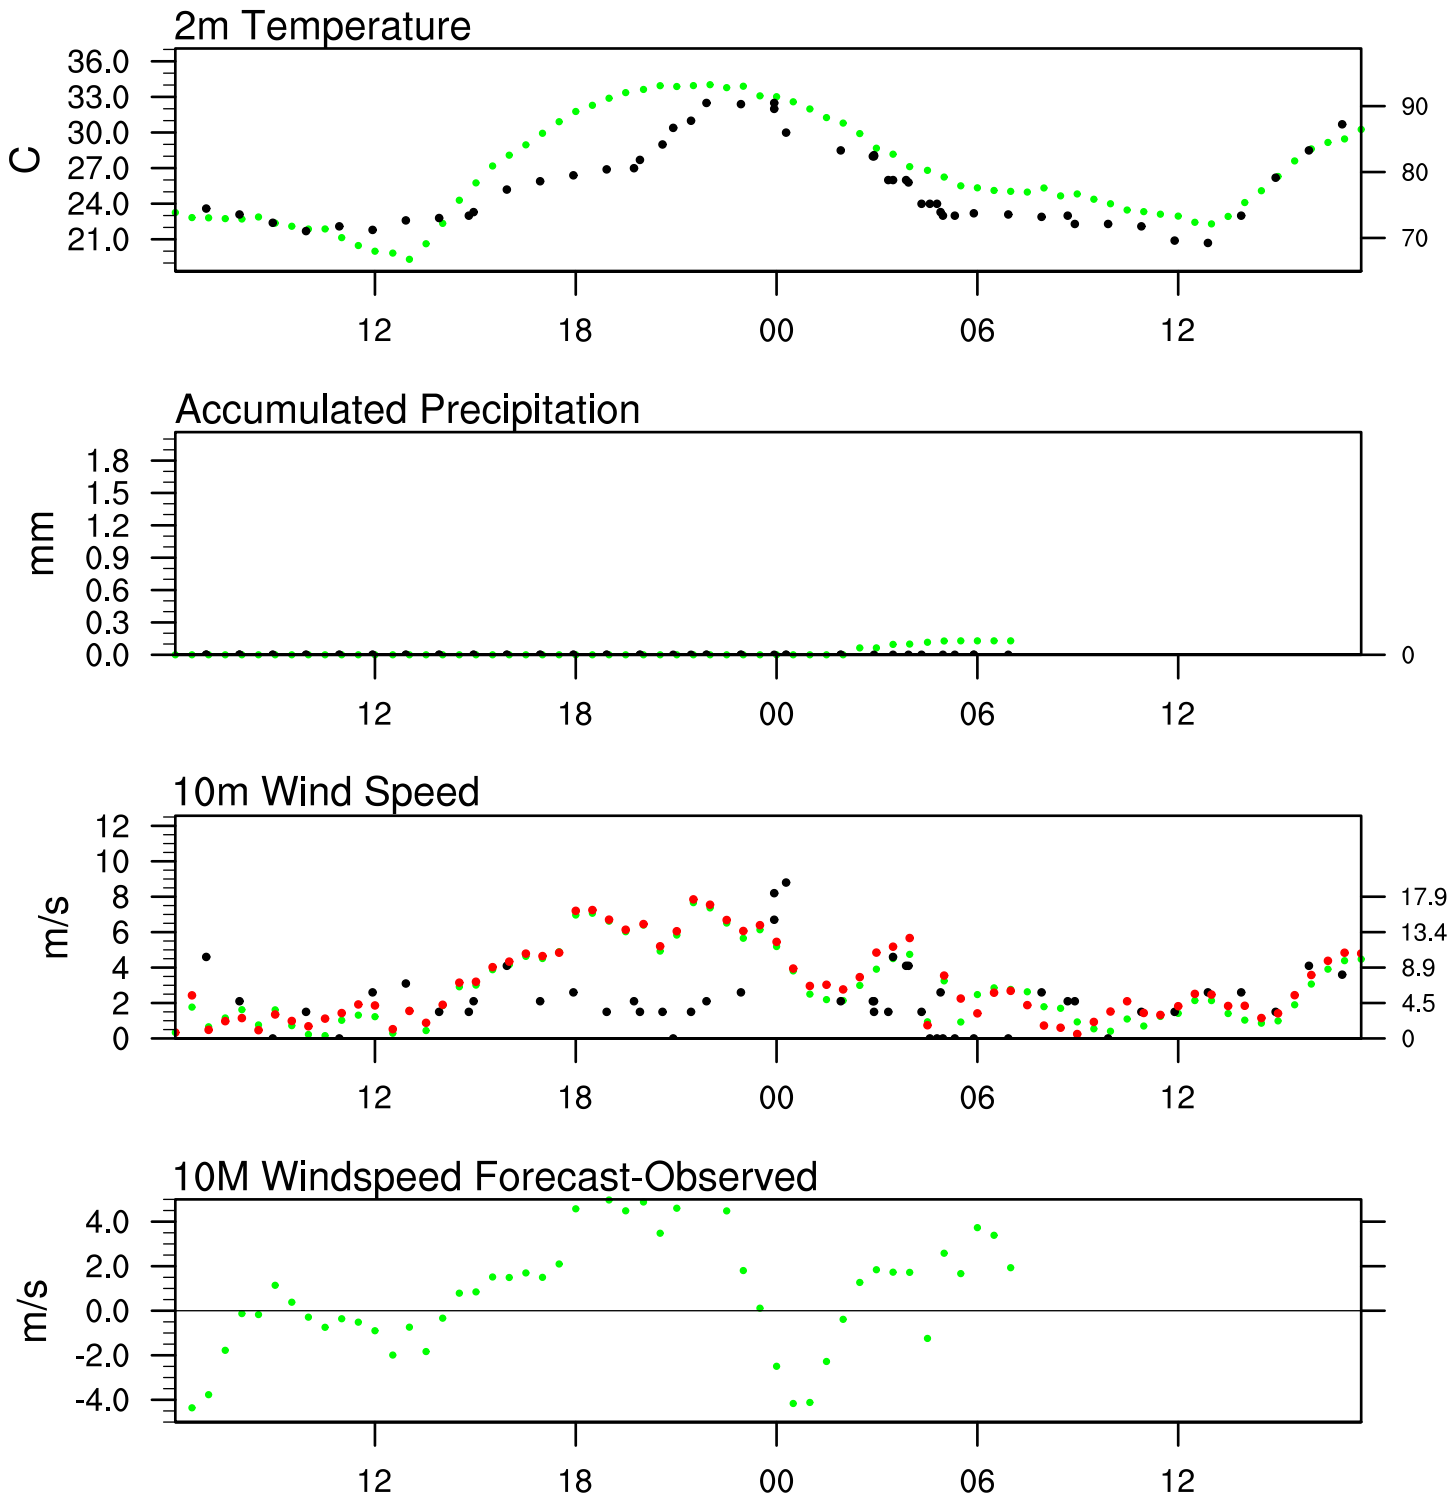 2m Temperature
36.0
33.0
30.0
27.0
24.0
21.0
C
90
80
70
12 18 00 06 12
Accumulated Precipitation
1.8
1.5
1.2
0.9
0.6
0.3
0.0
mm
0
12 18 00 06 12
10m Wind Speed
12
10
8
6
4
2
0
m/s
17.9
13.4
8.9
4.5
0
12 18 00 06 12
10M Windspeed Forecast-Observed
4.0
2.0
0.0
-2.0
-4.0
m/s
12 18 00 06 12